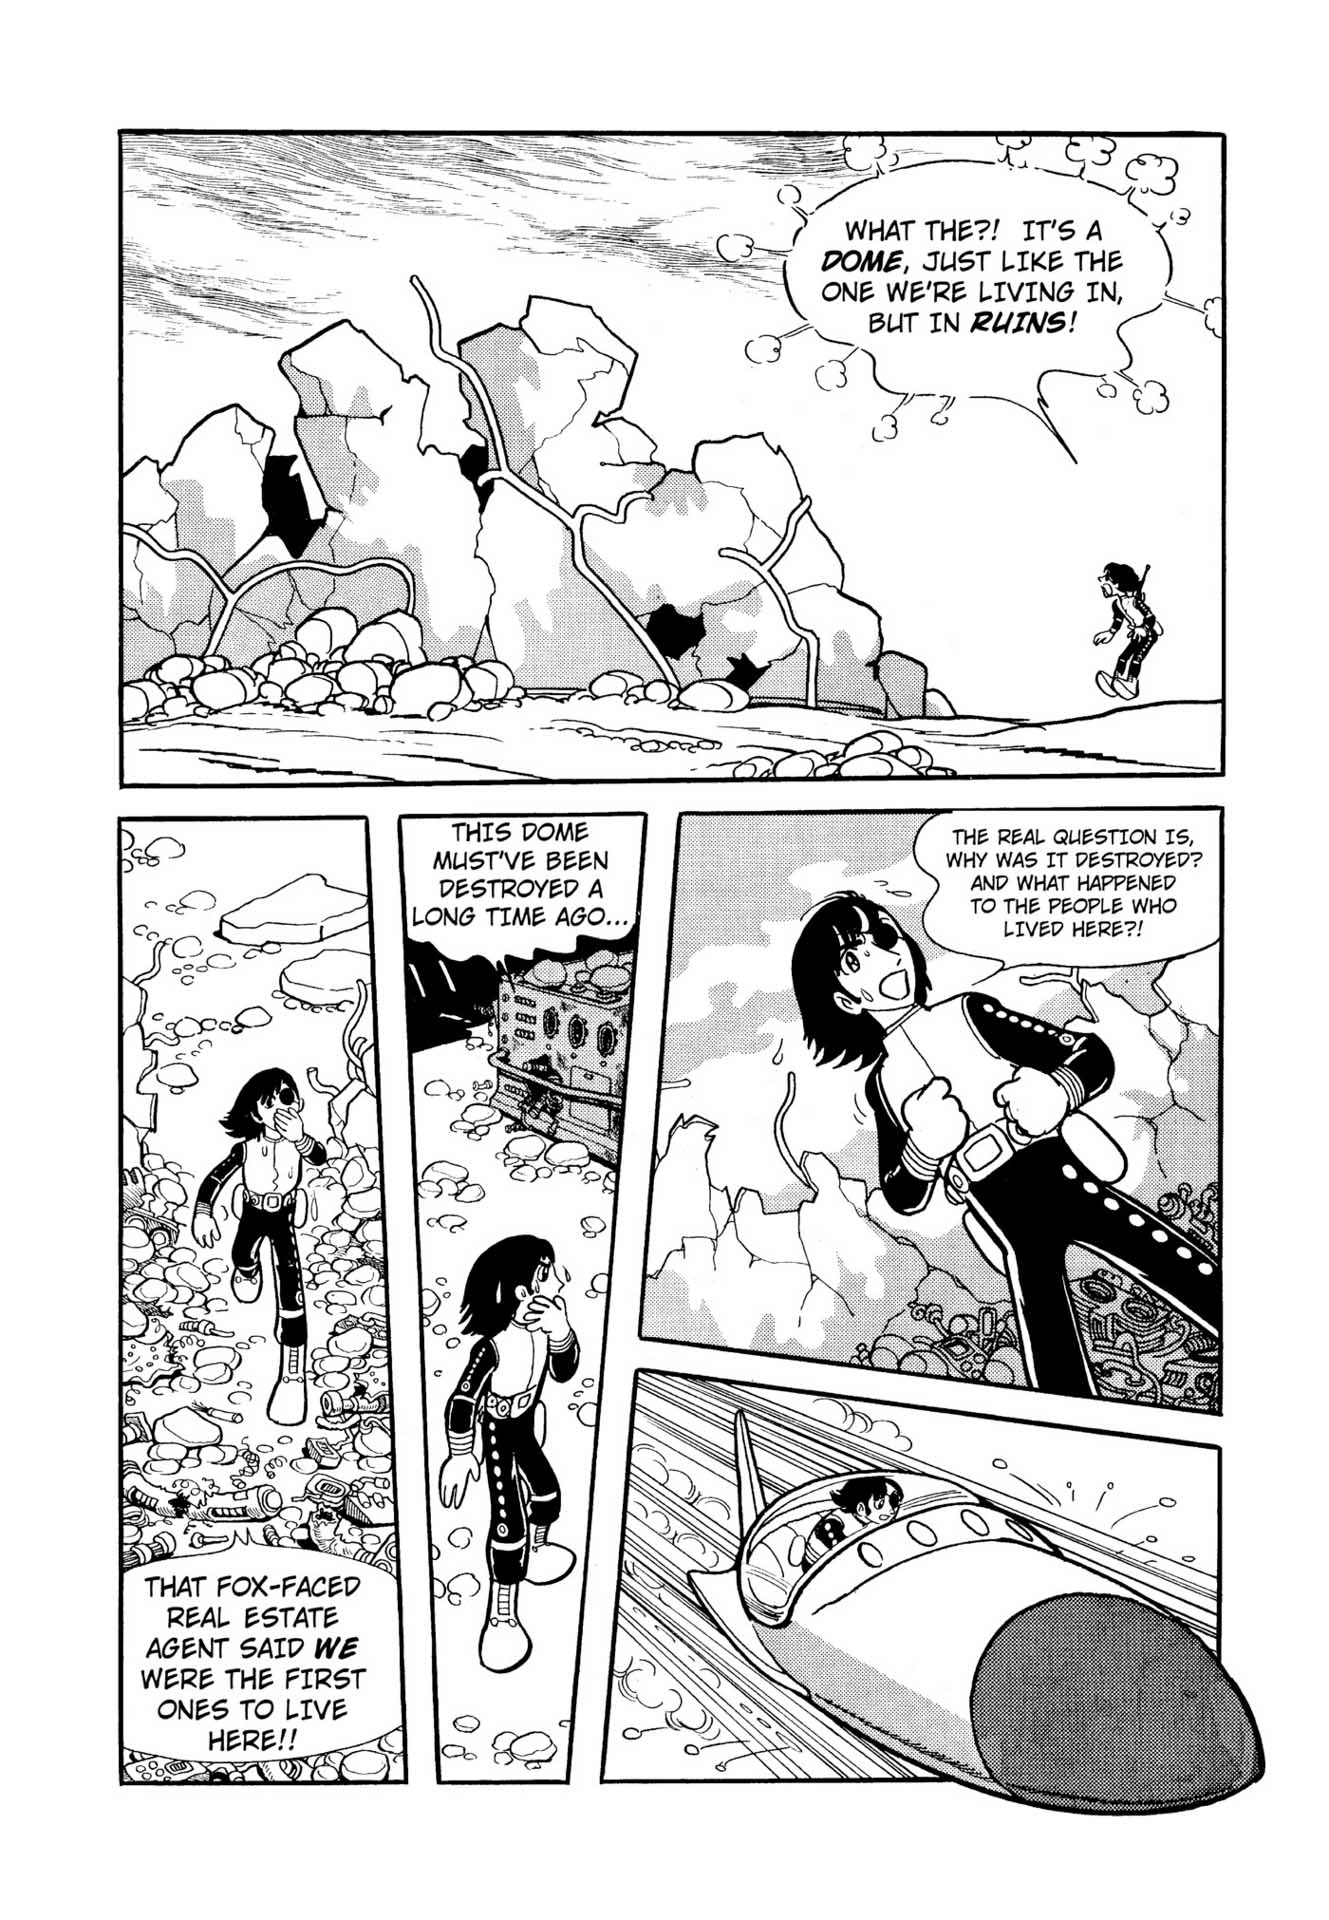 WHAT THE?! IT'S A
DOME, JUST LIKE THE
ONE WE'RE LIVING IN,
BUT IN RUINS!
THAT FOX-FACED
REAL ESTATE
AGENT SAID WE
WERE THE FIRST
ONES TO LIVE
HERE!!
THIS DOME
MUST'VE BEEN
DESTROYED A
LONG TIME AGO...
THE REAL QUESTION IS,
WHY WAS IT DESTROYED?
AND WHAT HAPPENED
TO THE PEOPLE WHO
LIVED HERE?!